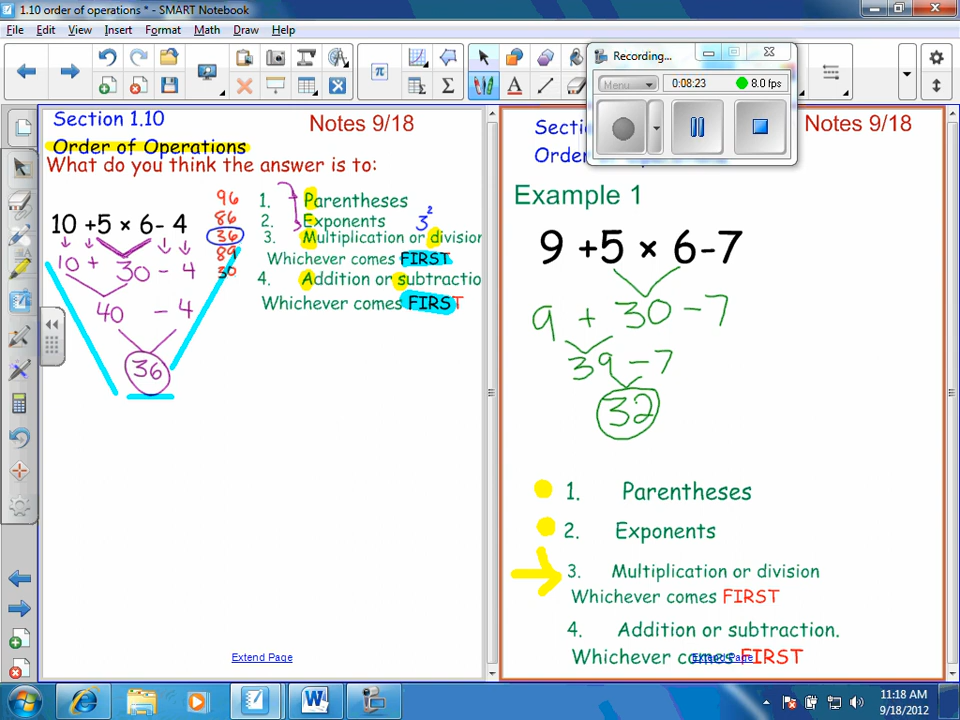 1.10 order of operations * - SMART Notebook
File Edit View Insert Format Math Draw Help
Recording...
Menu
0:08:23
8.0 fps
Section 1.10
Notes 9/18
Order of Operations
What do you think the answer is to:
10 +5 × 6- 4
10 + 30 - 4
40 - 4
36
96
86
36
89
30
1. Parentheses
2. Exponents 3²
3. Multiplication or division
Whichever comes FIRST
4. Addition or subtractio
Whichever comes FIRST
Extend Page
Secti
Notes 9/18
Order
Example 1
9 +5 × 6-7
9 + 30 - 7
39 - 7
32
1. Parentheses
2. Exponents
3. Multiplication or division
Whichever comes FIRST
4. Addition or subtraction.
Whichever comes FIRST
Extend Page
11:18 AM
9/18/2012